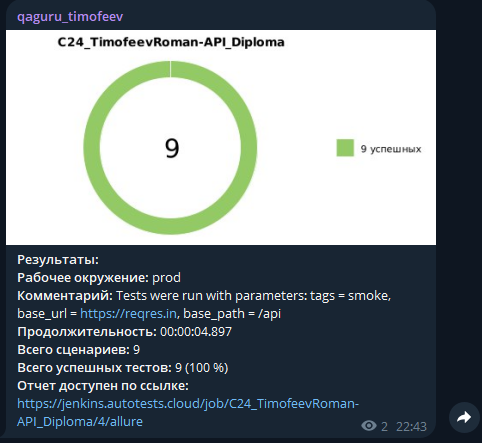 qaguru_timofeev
C24_TimofeevRoman-API_Diploma
9
9 успешных
Результаты:
Рабочее окружение: prod
Комментарий: Tests were run with parameters: tags = smoke,
base_url = https://reqres.in, base_path = /api
Продолжительность: 00:00:04.897
Всего сценариев: 9
Всего успешных тестов: 9 (100 %)
Отчет доступен по ссылке:
https://jenkins.autotests.cloud/job/C24_TimofeevRoman-
API_Diploma/4/allure
2 22:43